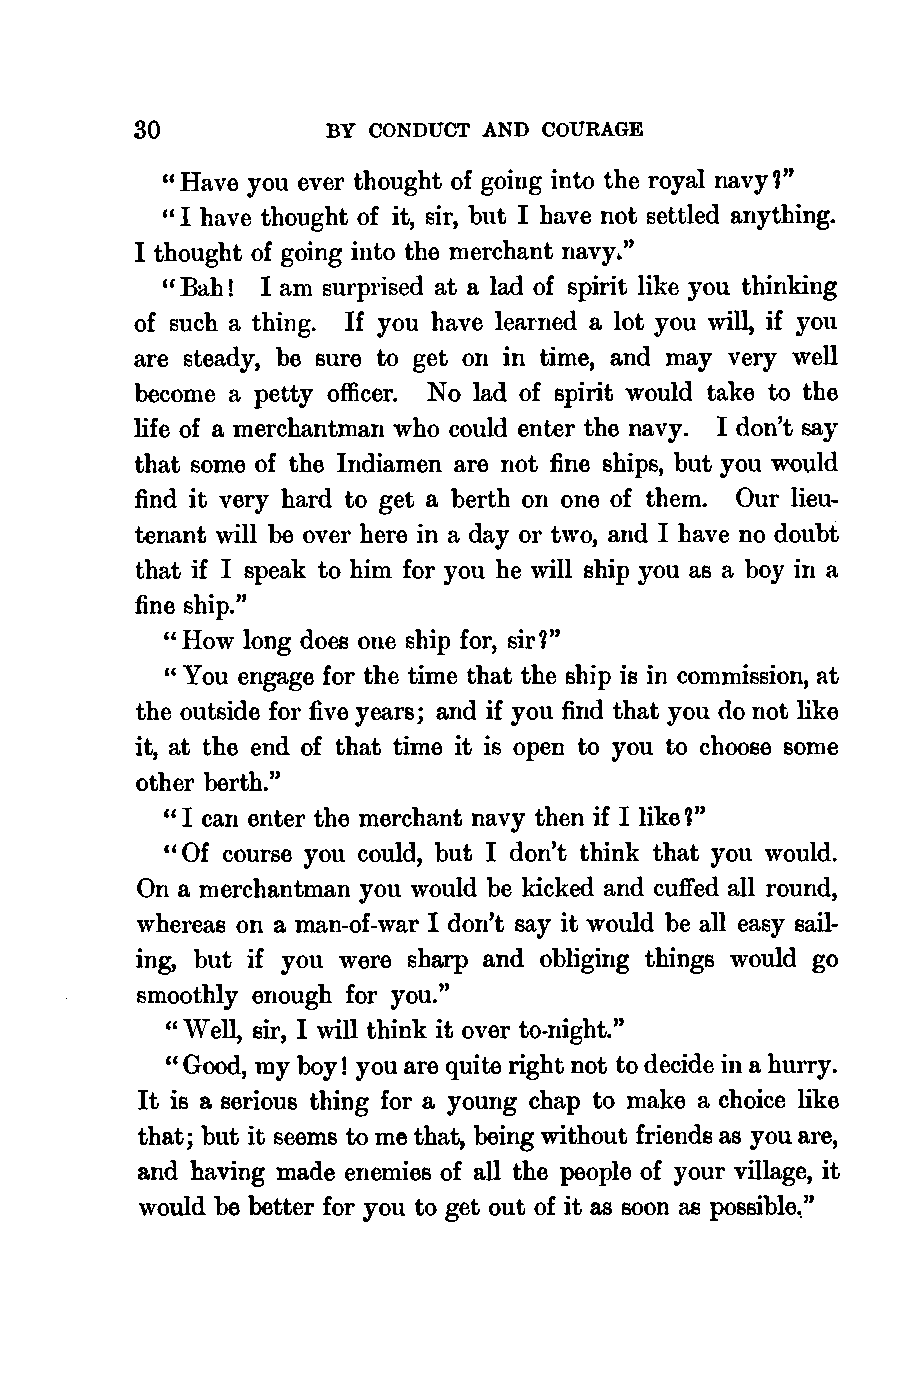 30 BY CONDUCT AND COURAGE
"Have you ever thought of going into the royal navy?"
"I have thought of it, sir, but I have not settled anything.
I thought of going into the merchant navy."
"Bah! I am surprised at a lad of spirit like you thinking
of such a thing. If you have learned a lot you will, if you
are steady, be sure to get on in time, and may very well
become a petty officer. No lad of spirit would take to the
life of a merchantman who could enter the navy. I don't say
that some of the Indiamen are not fine ships, but you would
find it very hard to get a berth on one of them. Our lieu-
tenant will be over here in a day or two, and I have no doubt
that if I speak to him for you he will ship you as a boy in a
fine ship."
"How long does one ship for, sir?"
"You engage for the time that the ship is in commission, at
the outside for five years; and if you find that you do not like
it, at the end of that time it is open to you to choose some
other berth."
"I can enter the merchant navy then if I like?"
"Of course you could, but I don't think that you would.
On a merchantman you would be kicked and cuffed all round,
whereas on a man-of-war I don't say it would be all easy sail-
ing, but if you were sharp and obliging things would go
smoothly enough for you."
"Well, sir, I will think it over to-night."
"Good, my boy! you are quite right not to decide in a hurry.
It is a serious thing for a young chap to make a choice like
that; but it seems to me that, being without friends as you are,
and having made enemies of all the people of your village, it
would be better for you to get out of it as soon as possible."